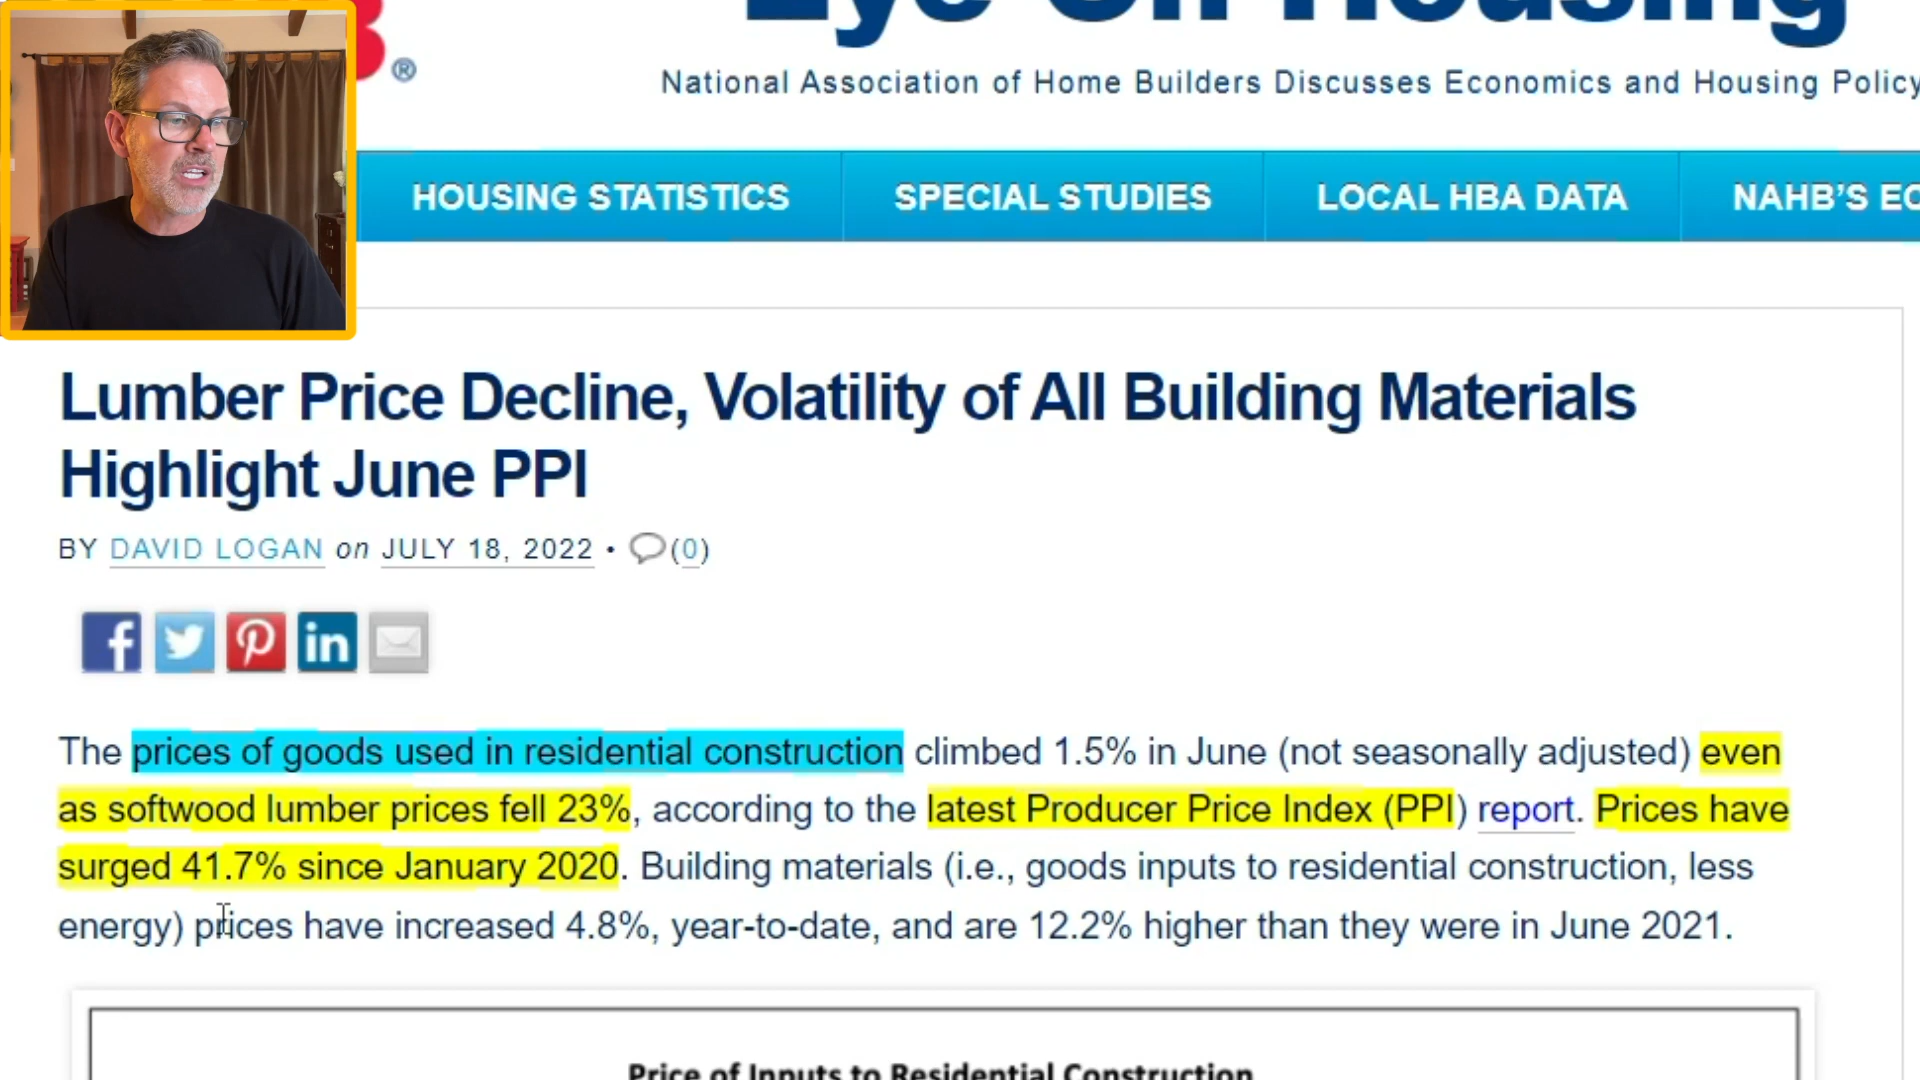 Eye On Housing
®
National Association of Home Builders Discusses Economics and Housing Policy
HOUSING STATISTICS SPECIAL STUDIES LOCAL HBA DATA NAHB'S
Lumber Price Decline, Volatility of All Building Materials
Highlight June PPI
BY DAVID LOGAN on JULY 18, 2022 • (0)
The prices of goods used in residential construction climbed 1.5% in June (not seasonally adjusted) even
as softwood lumber prices fell 23%, according to the latest Producer Price Index (PPI) report. Prices have
surged 41.7% since January 2020. Building materials (i.e., goods inputs to residential construction, less
energy) prices have increased 4.8%, year-to-date, and are 12.2% higher than they were in June 2021.
Price of Inputs to Residential Construction